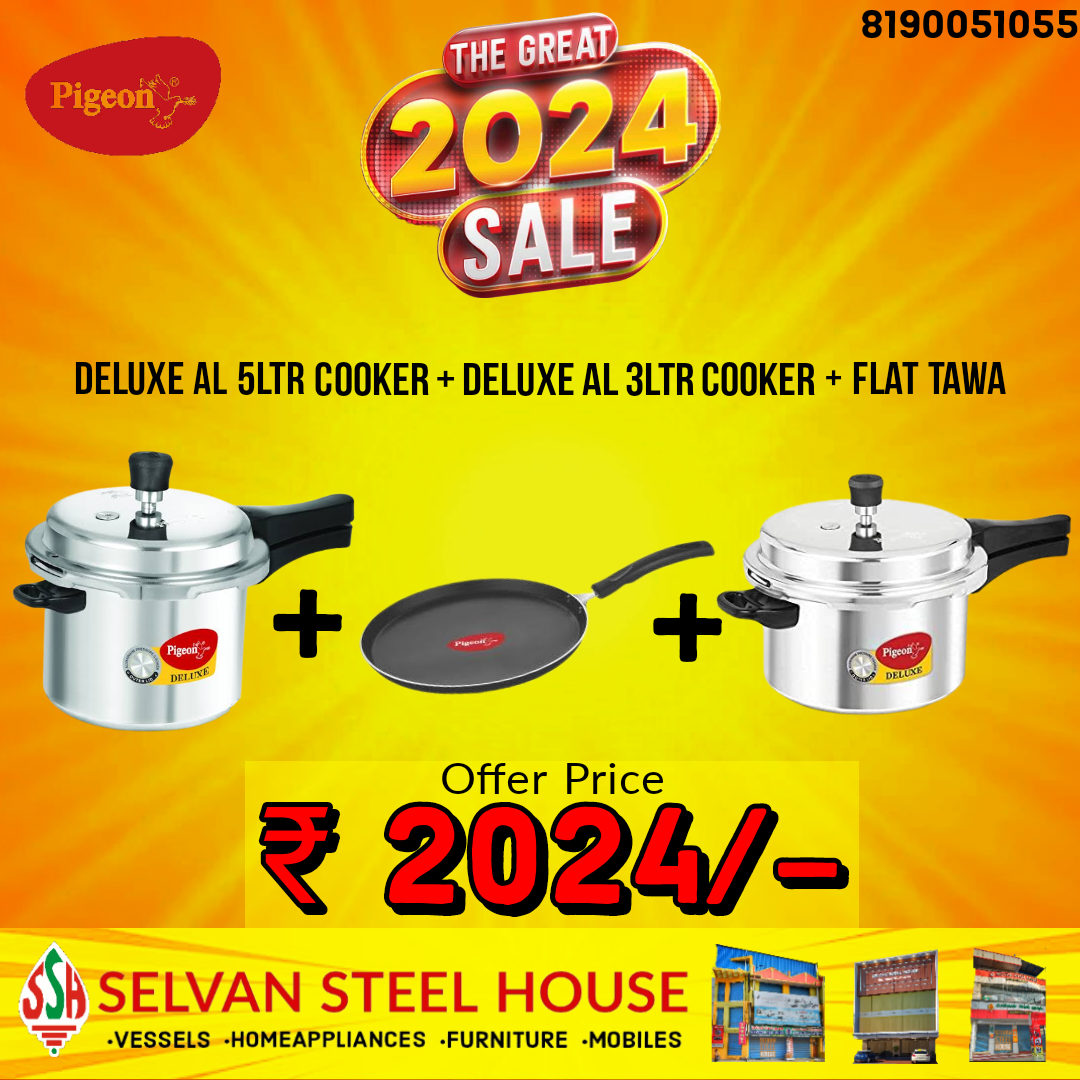 8190051055
Pigeon®
THE GREAT
2024
SALE
DELUXE AL 5LTR COOKER + DELUXE AL 3LTR COOKER + FLAT TAWA
Pigeon
DELUXE
+
Pigeon
+
Pigeon
DELUXE
Offer Price
₹ 2024/-
SSH
SELVAN STEEL HOUSE
·VESSELS ·HOMEAPPLIANCES ·FURNITURE ·MOBILES